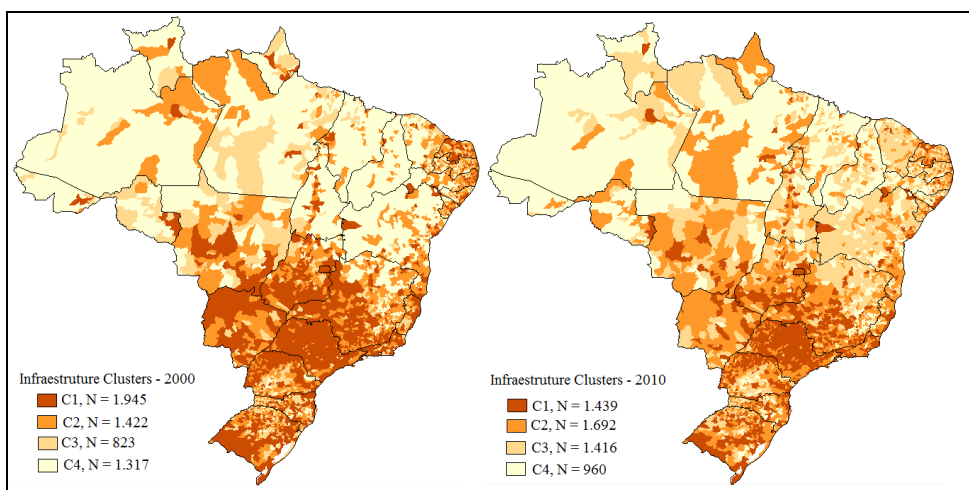 Infraestruture Clusters - 2000
C1, N = 1.945
C2, N = 1.422
C3, N = 823
C4, N = 1.317
Infraestruture Clusters - 2010
C1, N = 1.439
C2, N = 1.692
C3, N = 1.416
C4, N = 960